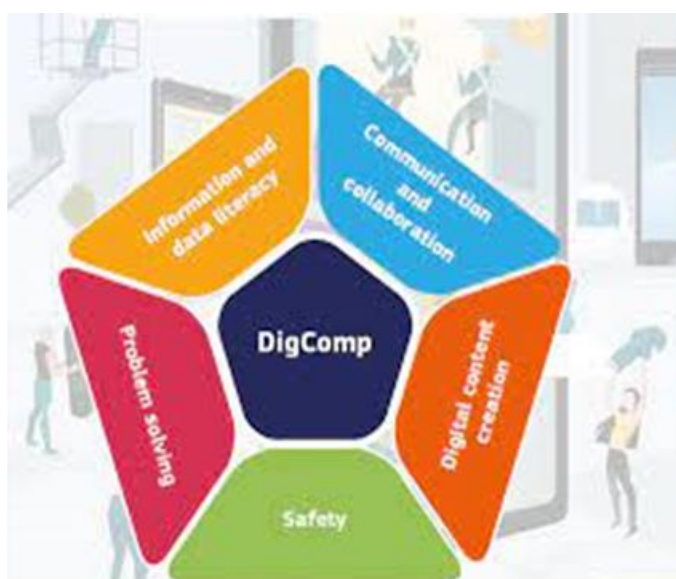 Information and
data literacy
Communication
and
collaboration
DigComp
Problem solving
Digital content
creation
Safety